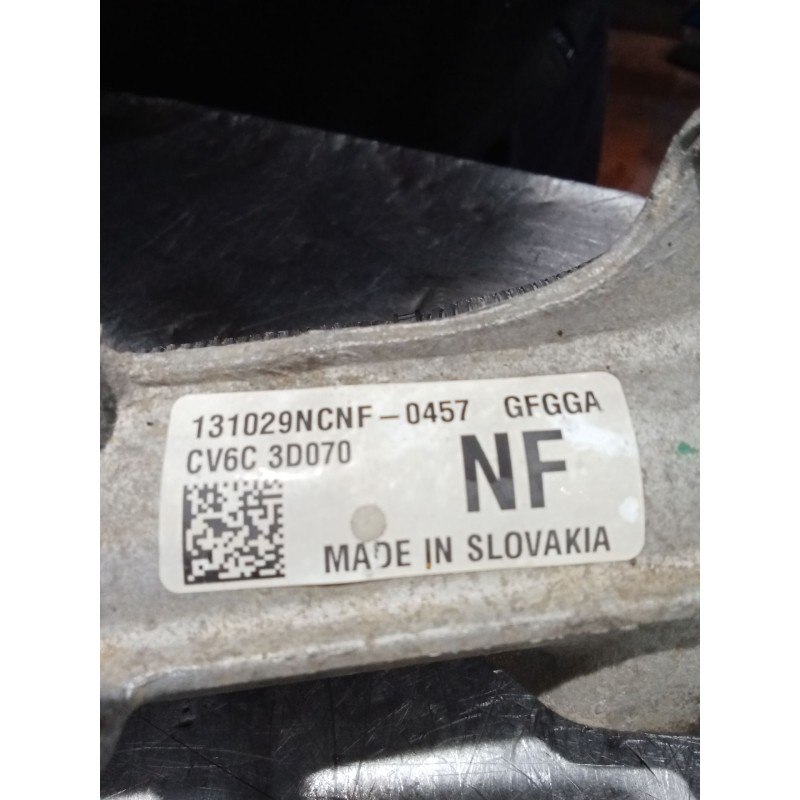 131029NCNF-0457 GFGGA
CV6C 3D070
NF
MADE IN SLOVAKIA